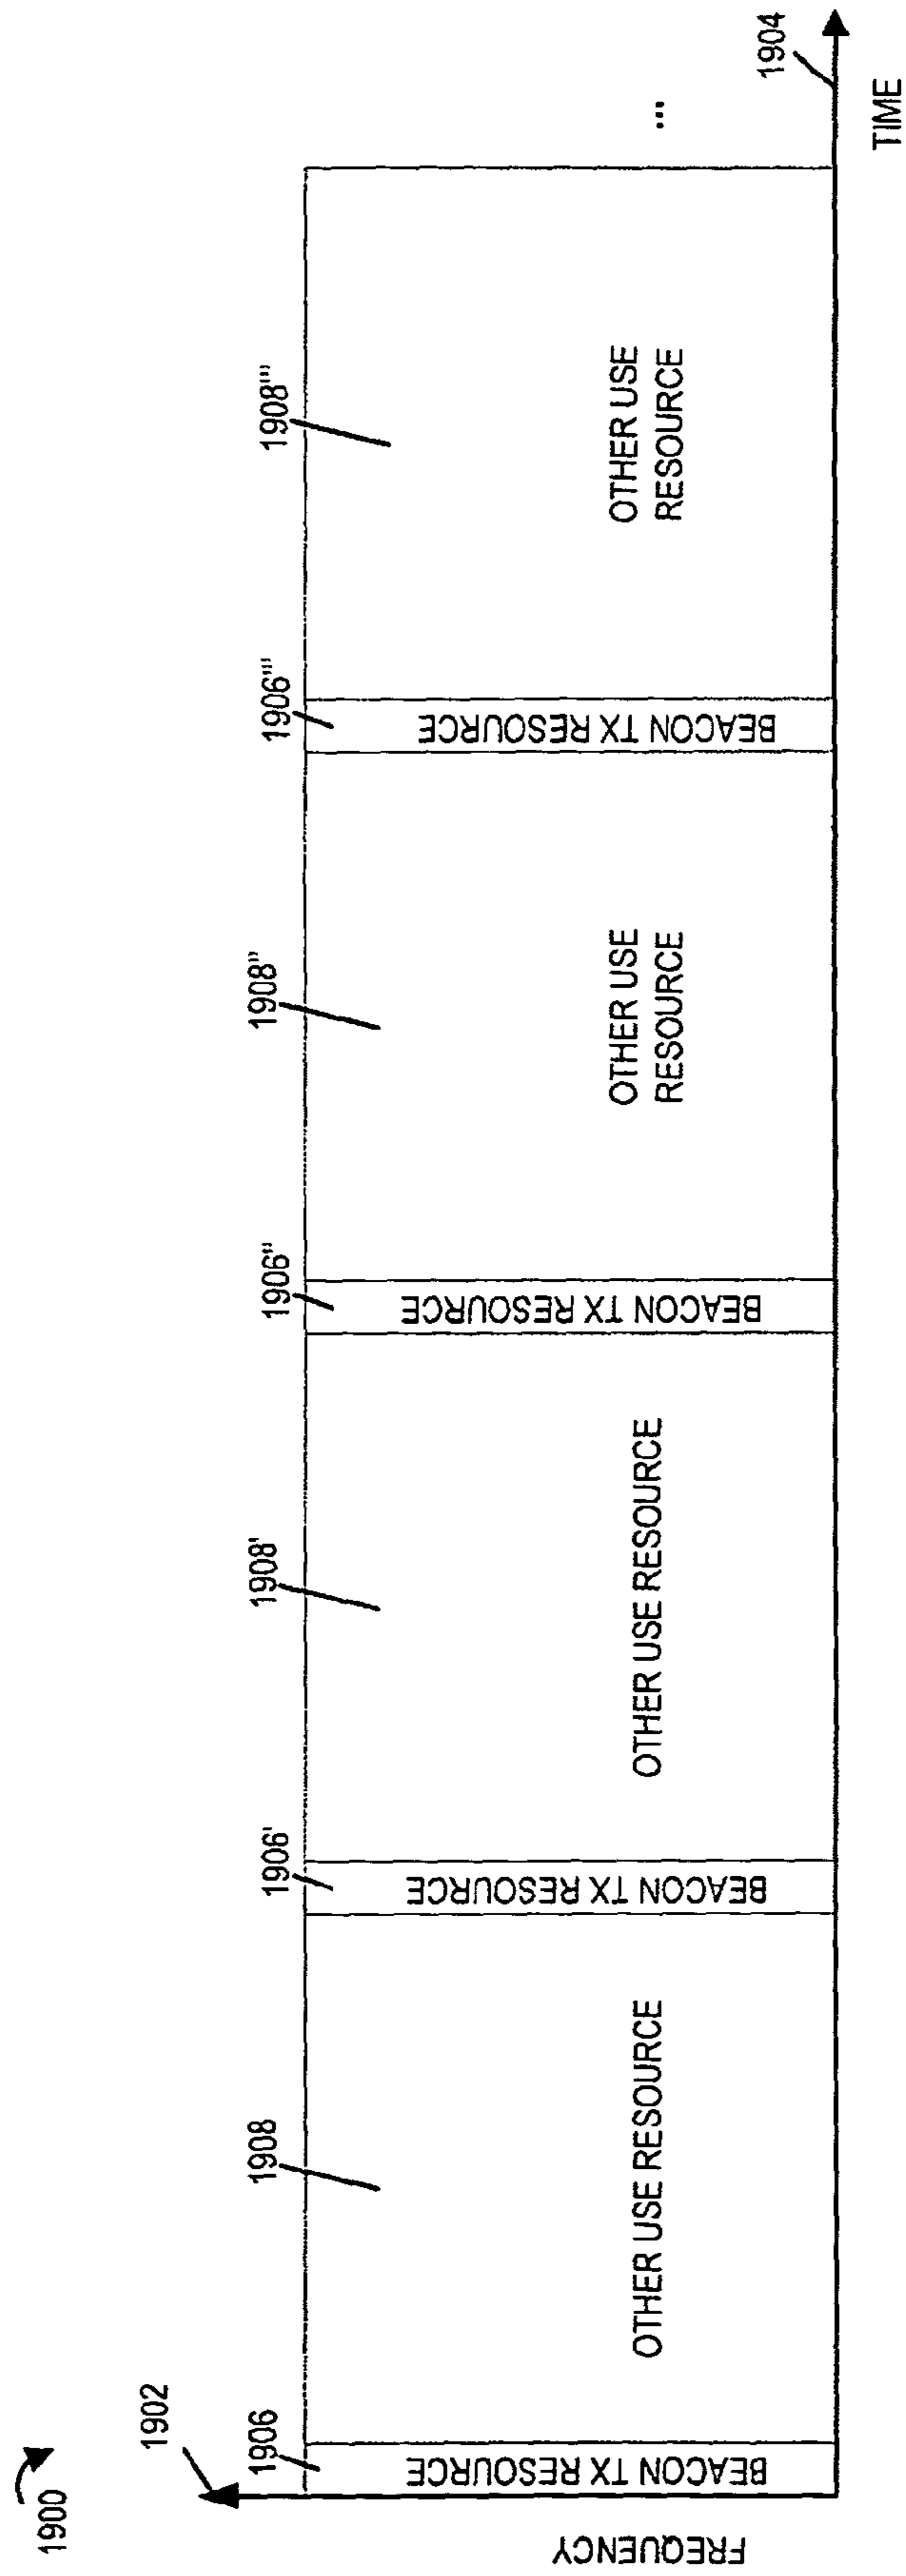 1900
1902
FREQUENCY
1906
1908
1906'
1908'
1906"
1908"
1906'''
1908'''
BEACON TX RESOURCE
OTHER USE RESOURCE
BEACON TX RESOURCE
OTHER USE RESOURCE
BEACON TX RESOURCE
OTHER USE
RESOURCE
BEACON TX RESOURCE
OTHER USE
RESOURCE
...
1904
TIME